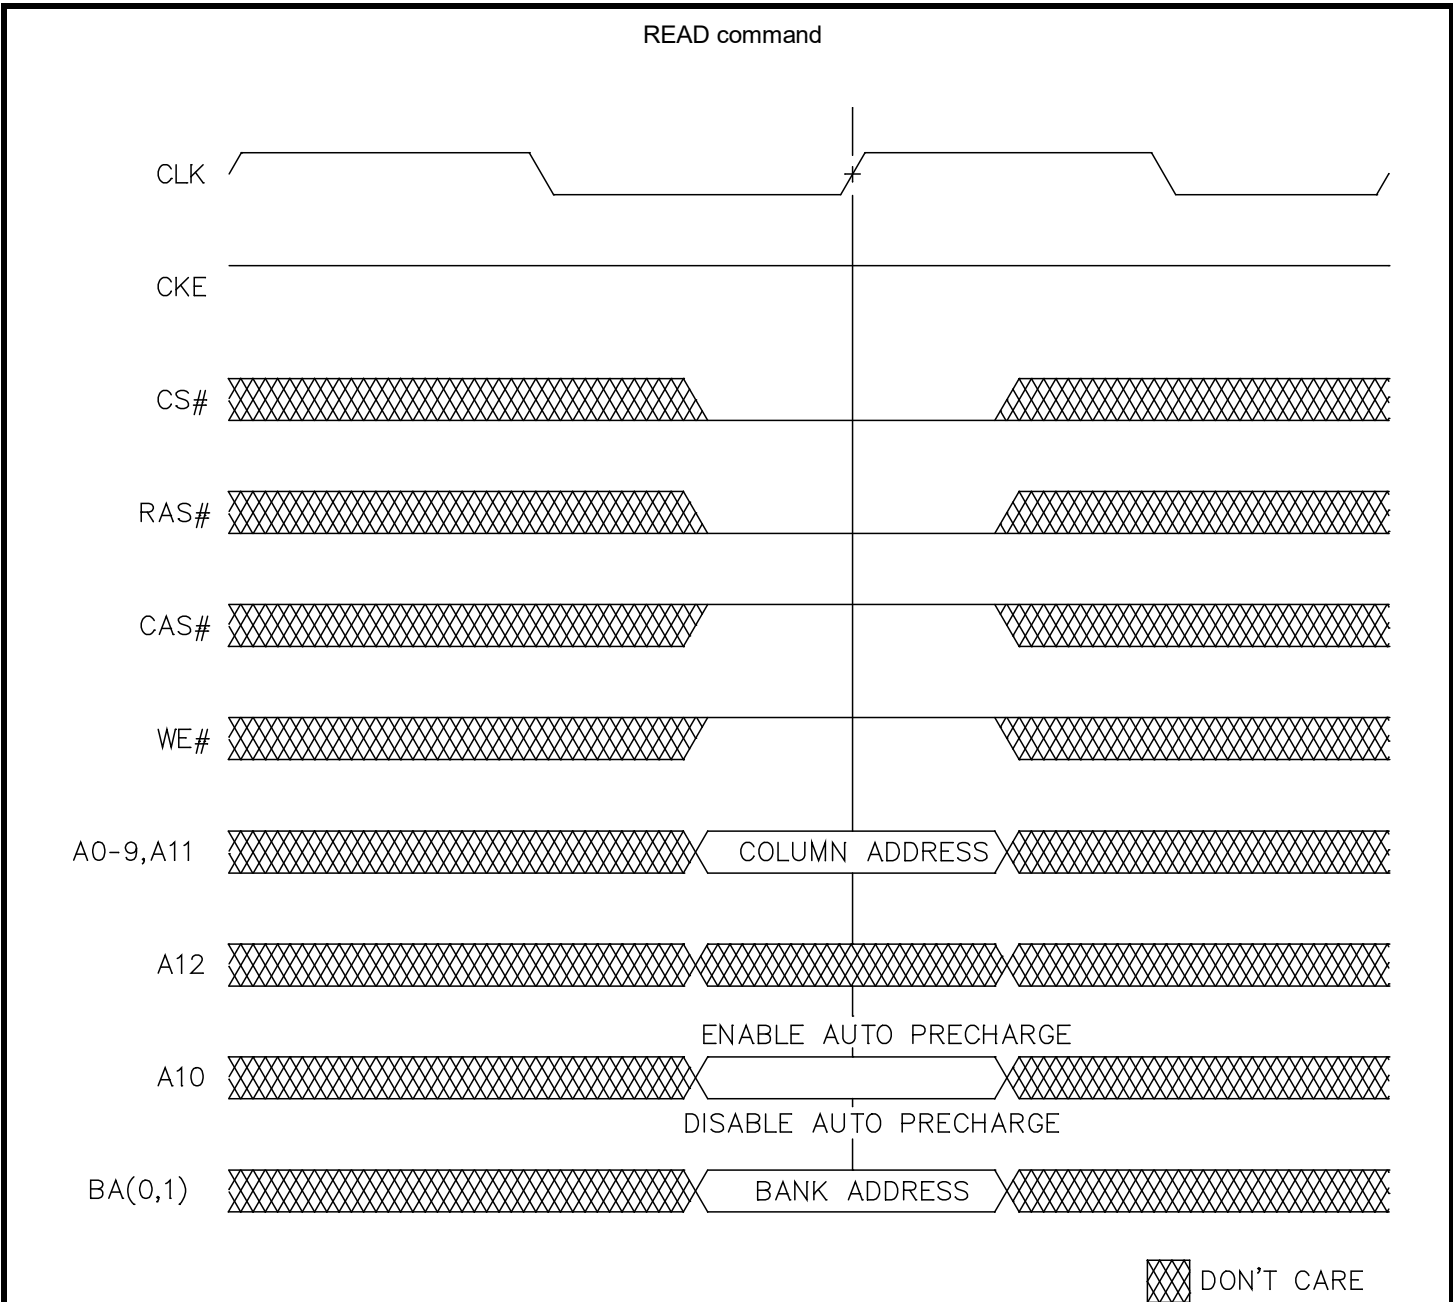 READ command
CLK
CKE
CS#
RAS#
CAS#
WE#
A0-9,A11
COLUMN ADDRESS
A12
ENABLE AUTO PRECHARGE
A10
DISABLE AUTO PRECHARGE
BA(0,1)
BANK ADDRESS
DON'T CARE